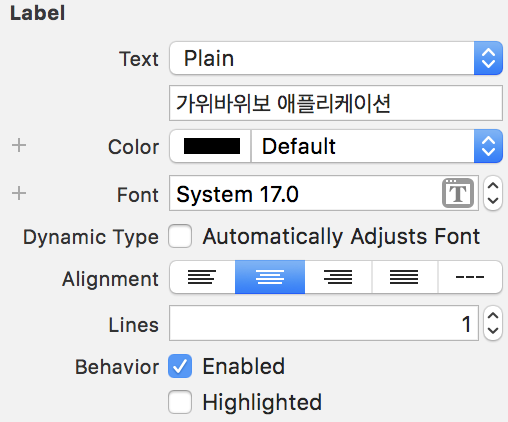 Label
Text Plain
가위바위보 애플리케이션
Color Default
Font System 17.0 T
Dynamic Type Automatically Adjusts Font
Alignment
Lines 1
Behavior Enabled
Highlighted